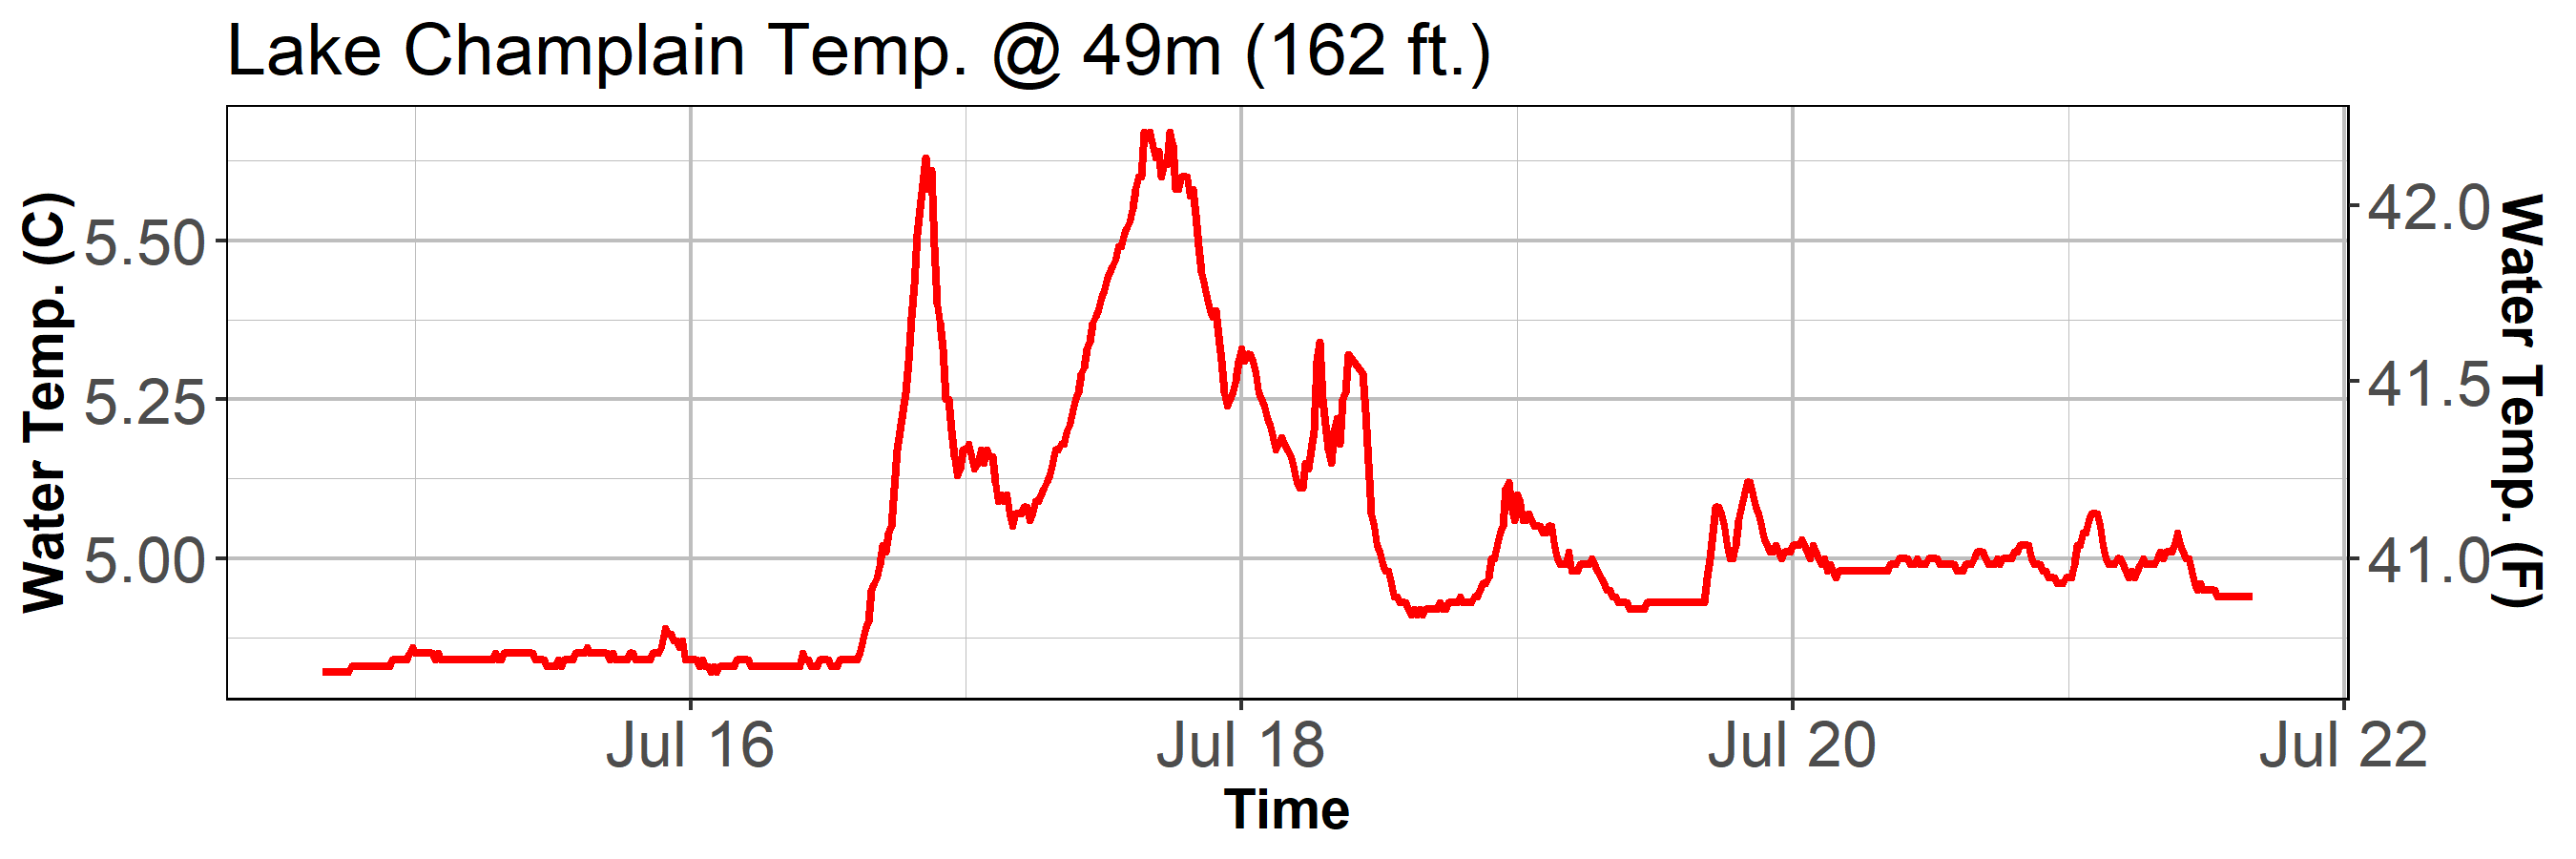 Lake Champlain Temp. @ 49m (162 ft.)
Water Temp. (C)
5.50
5.25
5.00
42.0
41.5
41.0
Water Temp. (F)
Jul 16
Jul 18
Jul 20
Jul 22
Time